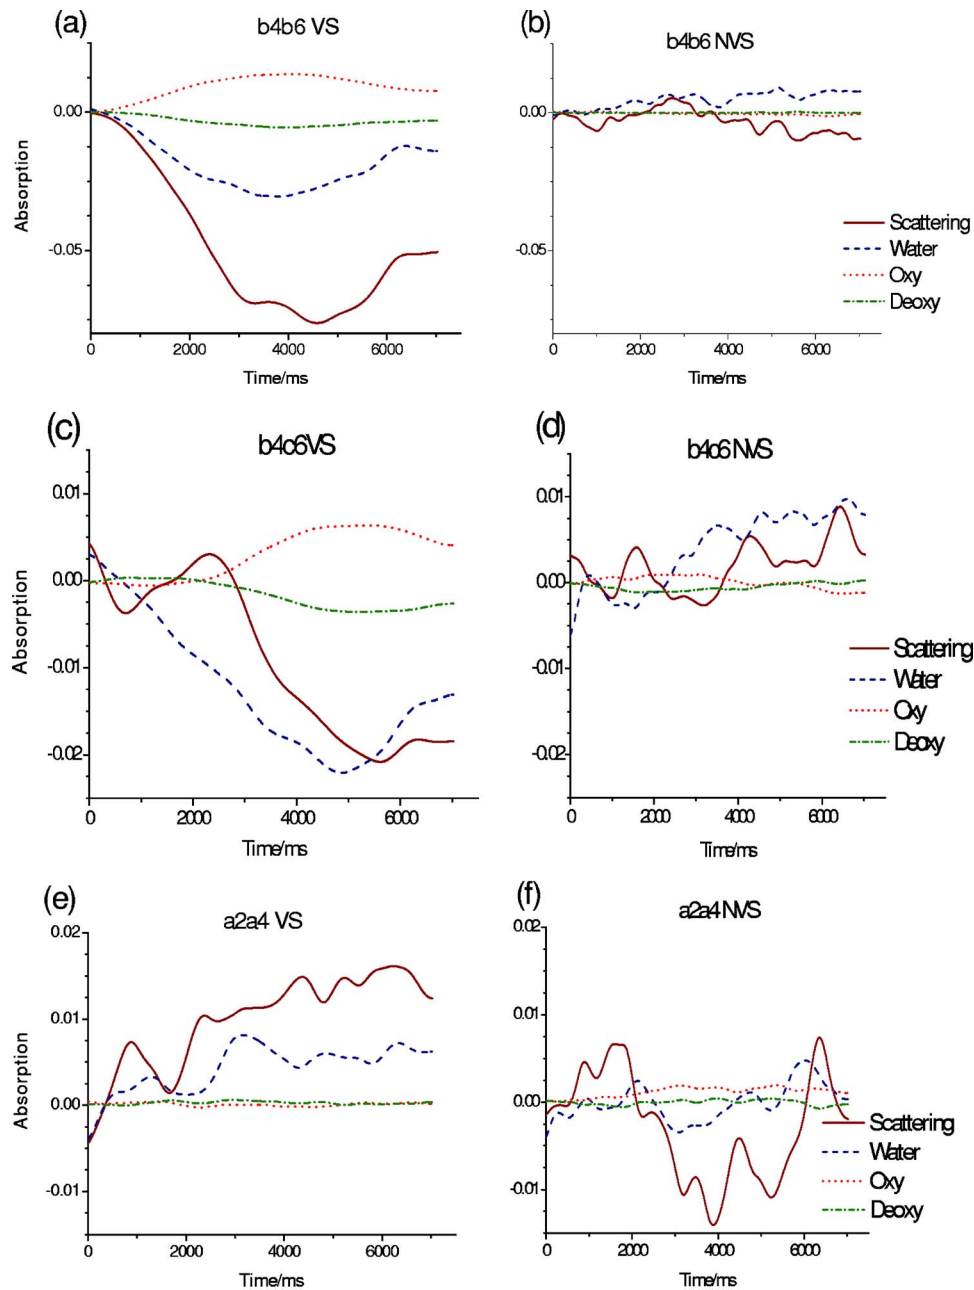 (a)
b4b6 VS
0.00
-0.05
Absorption
0
2000
4000
6000
Time/ms
(b)
b4b6 NVS
0.00
-0.05
Scattering
Water
Oxy
Deoxy
0
2000
4000
6000
Time/ms
(c)
b4c6VS
0.01
0.00
-0.01
-0.02
Absorption
0
2000
4000
6000
Time/ms
(d)
b4c6 NVS
0.01
0.00
-0.01
-0.02
Scattering
Water
Oxy
Deoxy
0
2000
4000
6000
Time/ms
(e)
a2a4 VS
0.02
0.01
0.00
-0.01
Absorption
0
2000
4000
6000
Time/ms
(f)
a2a4 NVS
0.02
0.01
0.00
-0.01
Scattering
Water
Oxy
Deoxy
0
2000
4000
6000
Time/ms